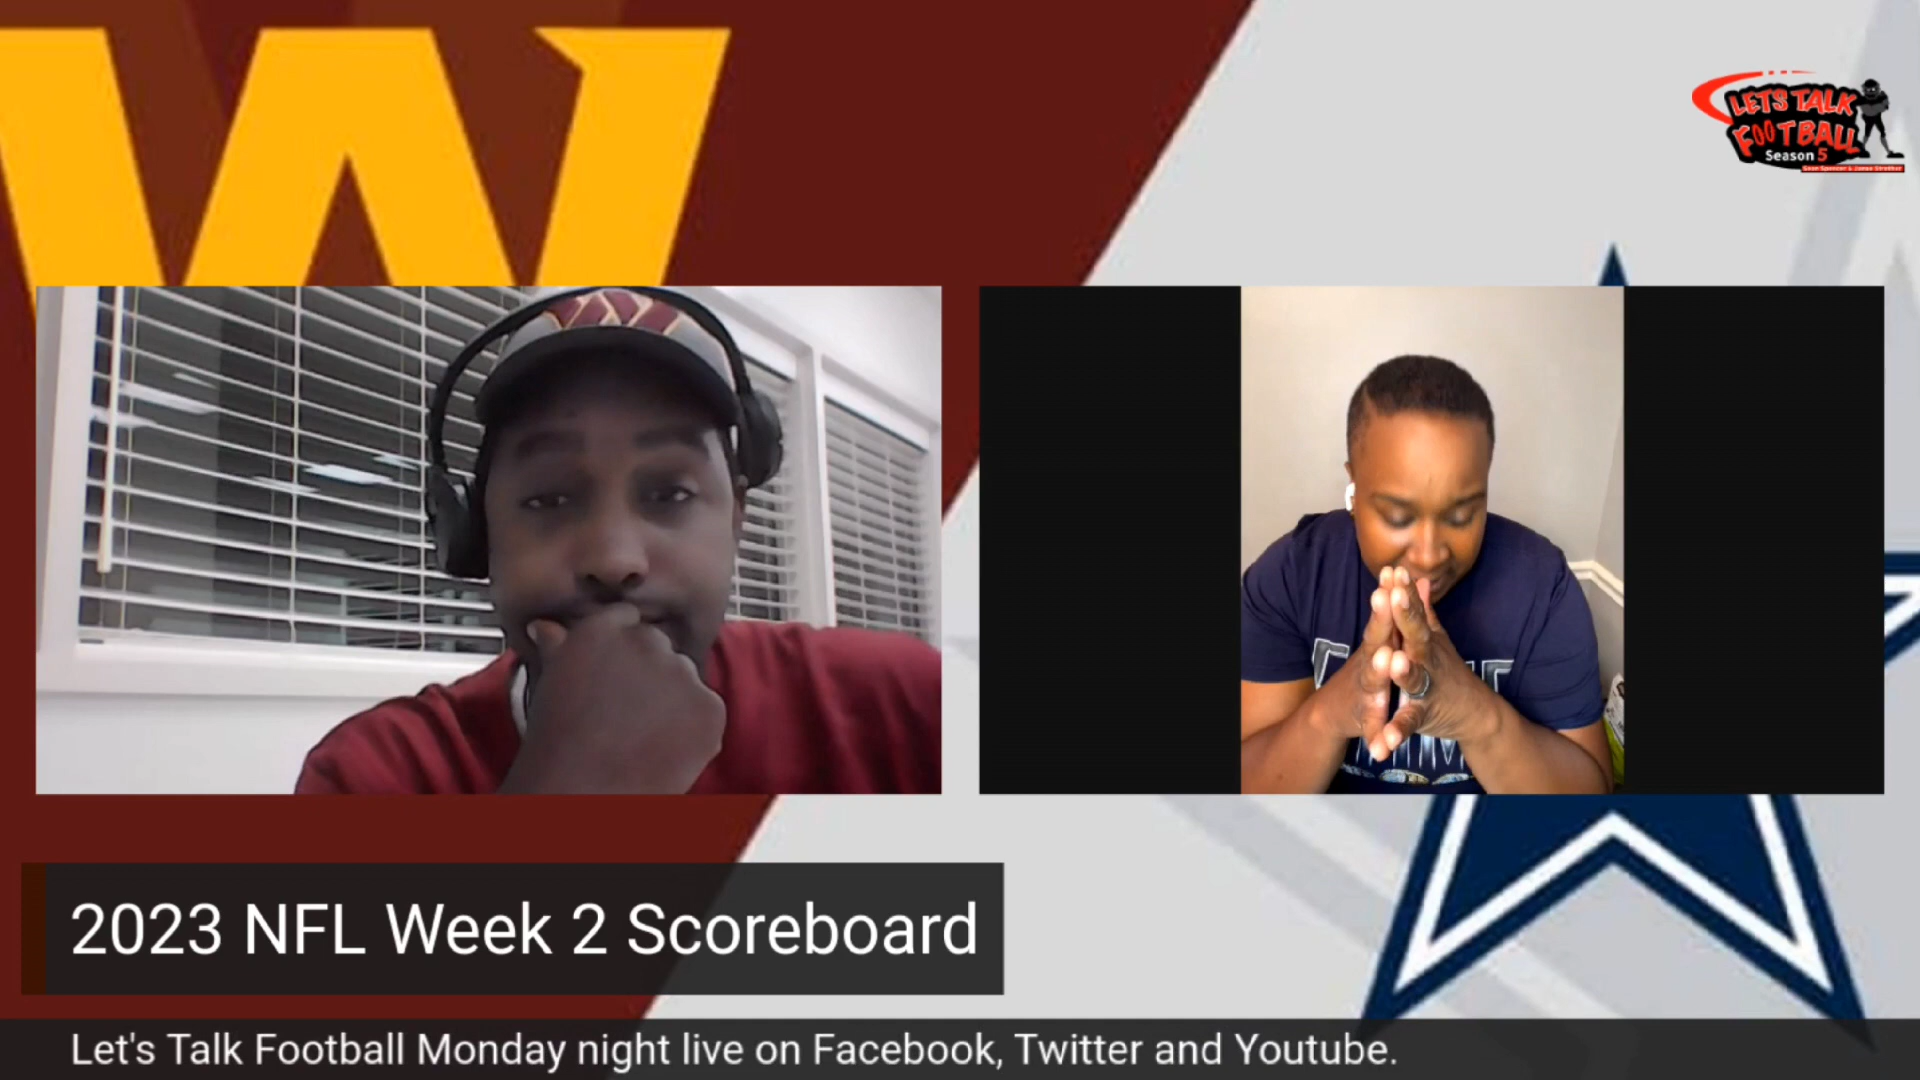 LETS TALK
FOOTBALL
Season 5
2023 NFL Week 2 Scoreboard
Let's Talk Football Monday night live on Facebook, Twitter and Youtube.